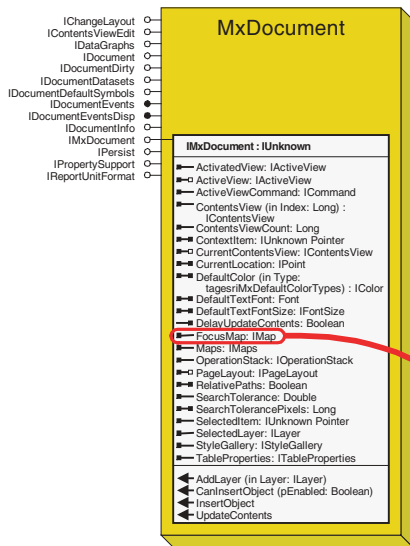 MxDocument
IChangeLayout
IContentsViewEdit
IDataGraphs
IDocument
IDocumentDirty
IDocumentDatasets
IDocumentDefaultSymbols
IDocumentEvents
IDocumentEventsDisp
IDocumentInfo
IMxDocument
IPersist
IPropertySupport
IReportUnitFormat
IMxDocument : IUnknown
ActivatedView: IActiveView
ActiveView: IActiveView
ActiveViewCommand: ICommand
ContentsView (in Index: Long) :
IContentsView
ContentsViewCount: Long
ContextItem: IUnknown Pointer
CurrentContentsView: IContentsView
CurrentLocation: IPoint
DefaultColor (in Type:
tagesriMxDefaultColorTypes) : IColor
DefaultTextFont: Font
DefaultTextFontSize: IFontSize
DelayUpdateContents: Boolean
FocusMap: IMap
Maps: IMaps
OperationStack: IOperationStack
PageLayout: IPageLayout
RelativePaths: Boolean
SearchTolerance: Double
SearchTolerancePixels: Long
SelectedItem: IUnknown Pointer
SelectedLayer: ILayer
StyleGallery: IStyleGallery
TableProperties: ITableProperties
AddLayer (in Layer: ILayer)
CanInsertObject (pEnabled: Boolean)
InsertObject
UpdateContents